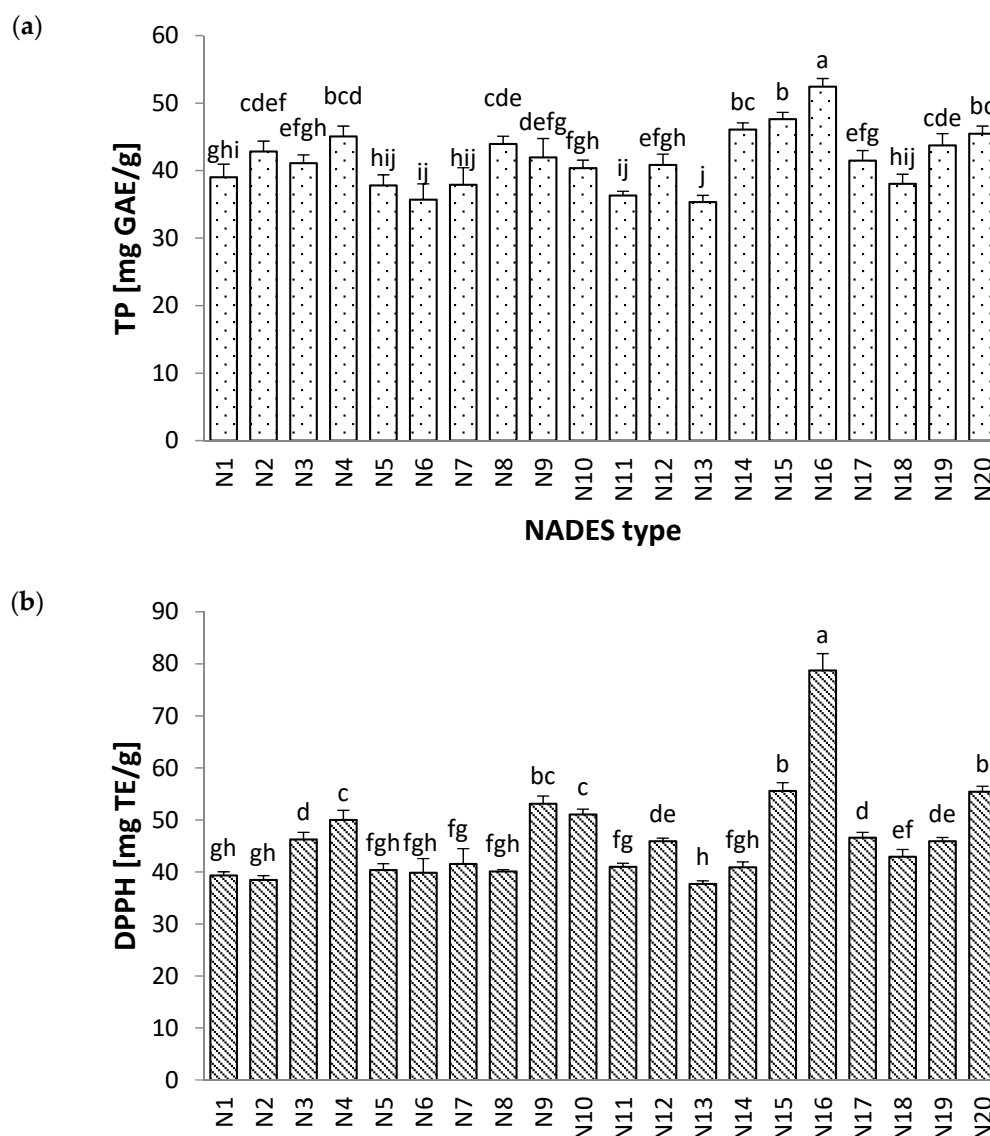 (a)
TP [mg GAE/g]
60
50
40
30
20
10
0
ghi cdef efgh bcd hij ij hij cde defg fgh ij efgh j bc b a efg hij cde bc
N1 N2 N3 N4 N5 N6 N7 N8 N9 N10 N11 N12 N13 N14 N15 N16 N17 N18 N19 N20
NADES type
(b)
DPPH [mg TE/g]
90
80
70
60
50
40
30
20
10
0
gh gh d c fgh fgh fg fgh bc c fg de h fgh b a d ef de b
N1 N2 N3 N4 N5 N6 N7 N8 N9 N10 N11 N12 N13 N14 N15 N16 N17 N18 N19 N20